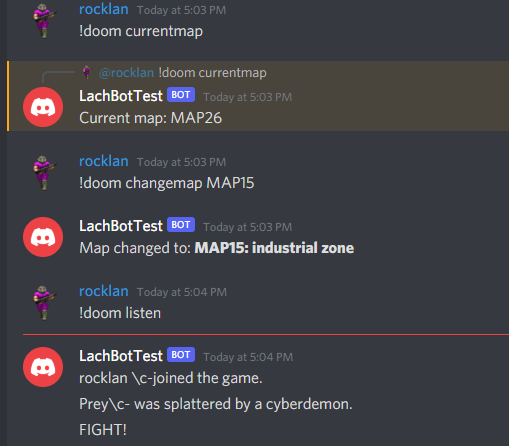 rocklan Today at 5:03 PM
!doom currentmap
@rocklan !doom currentmap
LachBotTest BOT Today at 5:03 PM
Current map: MAP26
rocklan Today at 5:03 PM
!doom changemap MAP15
LachBotTest BOT Today at 5:03 PM
Map changed to: MAP15: industrial zone
rocklan Today at 5:04 PM
!doom listen
LachBotTest BOT Today at 5:04 PM
rocklan \c-joined the game.
Prey\c- was splattered by a cyberdemon.
FIGHT!